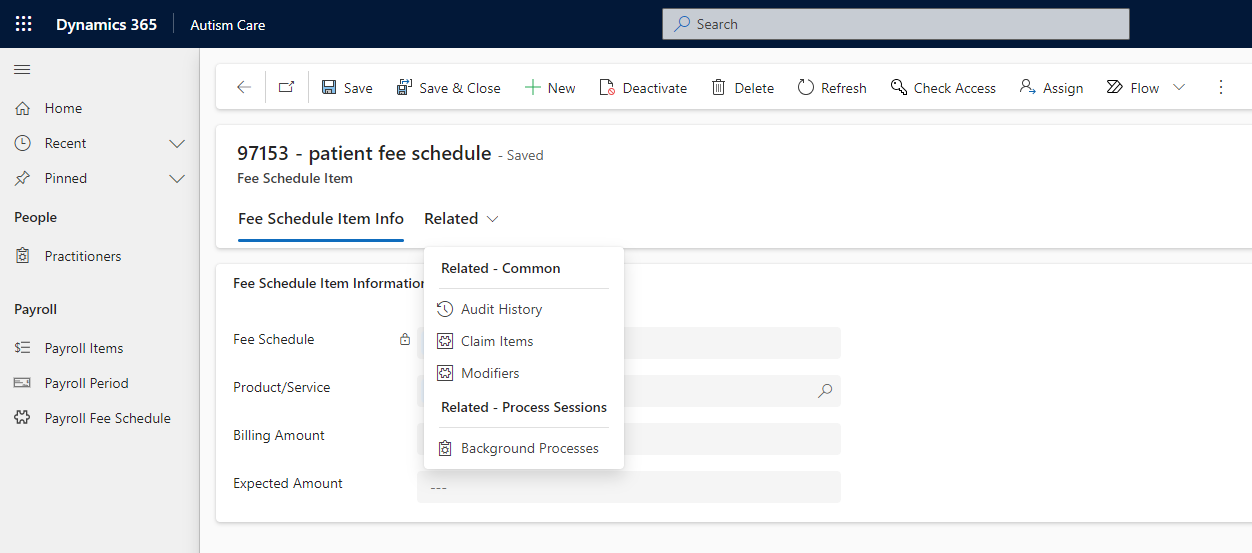 Dynamics 365 Autism Care Search
Save Save & Close New Deactivate Delete Refresh Check Access Assign Flow
Home
Recent
Pinned
People
Practitioners
Payroll
Payroll Items
Payroll Period
Payroll Fee Schedule
97153 - patient fee schedule - Saved
Fee Schedule Item
Fee Schedule Item Info Related
Related - Common
Audit History
Claim Items
Modifiers
Related - Process Sessions
Background Processes
Fee Schedule Item Information
Fee Schedule
Product/Service
Billing Amount
Expected Amount ---